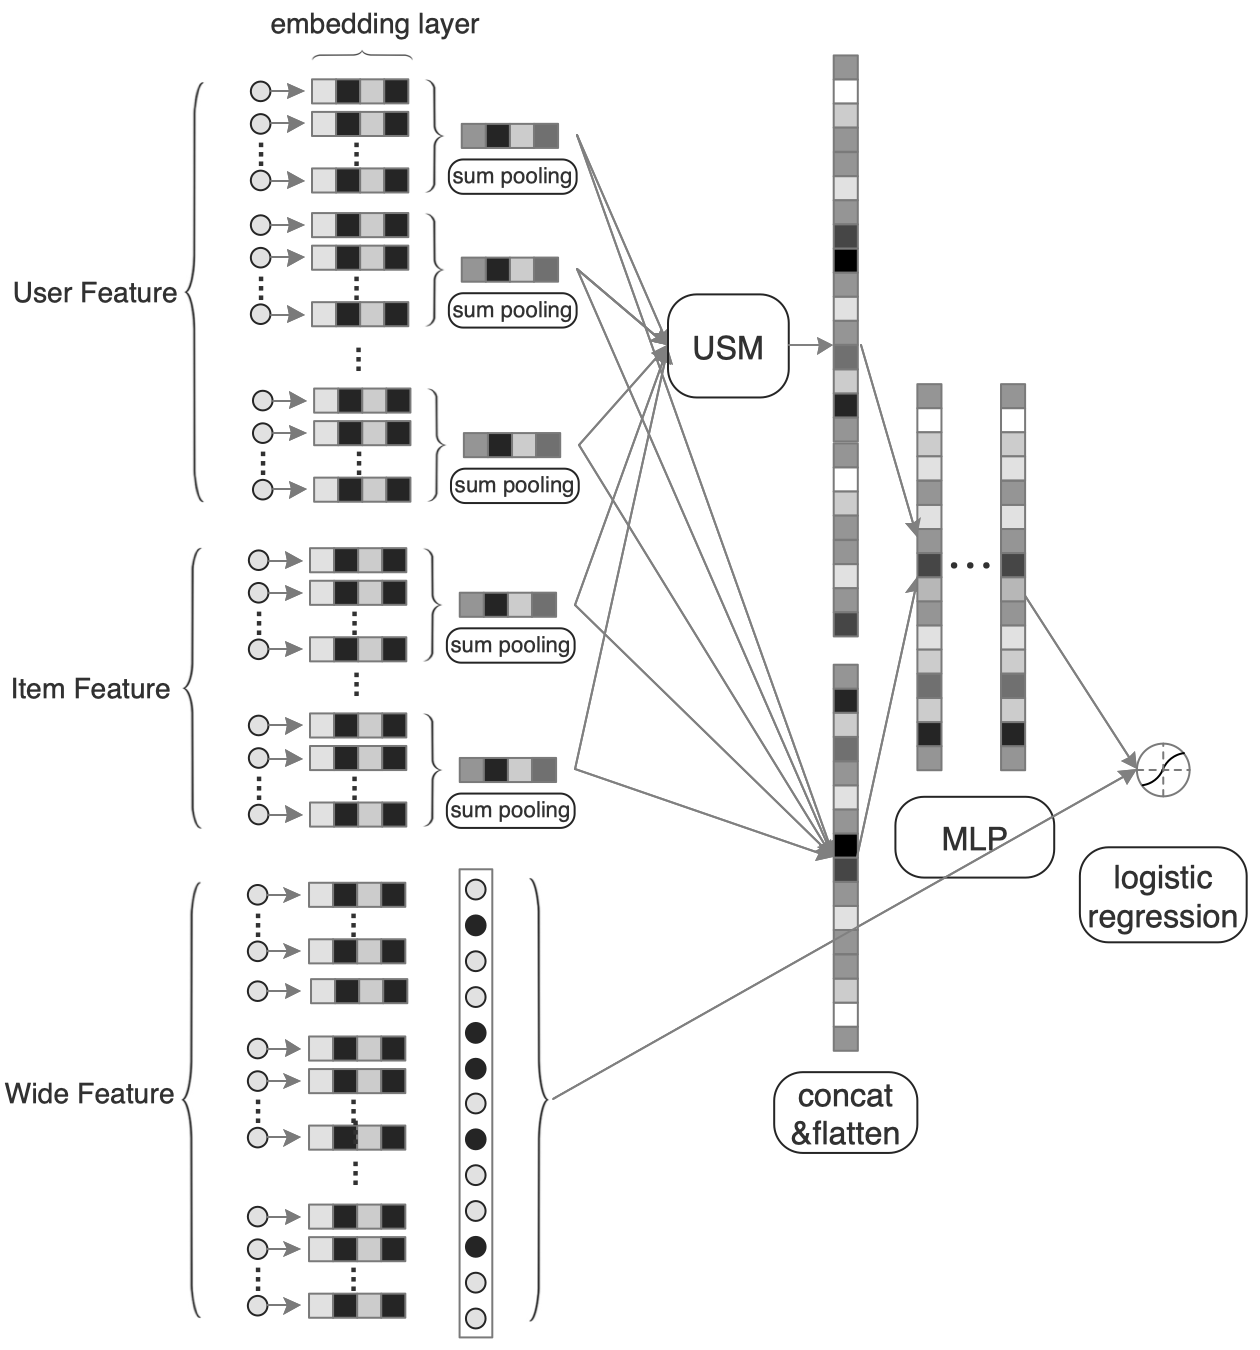 embedding layer
sum pooling
sum pooling
User Feature
USM
sum pooling
sum pooling
Item Feature
sum pooling
MLP
logistic
regression
Wide Feature
concat
&flatten